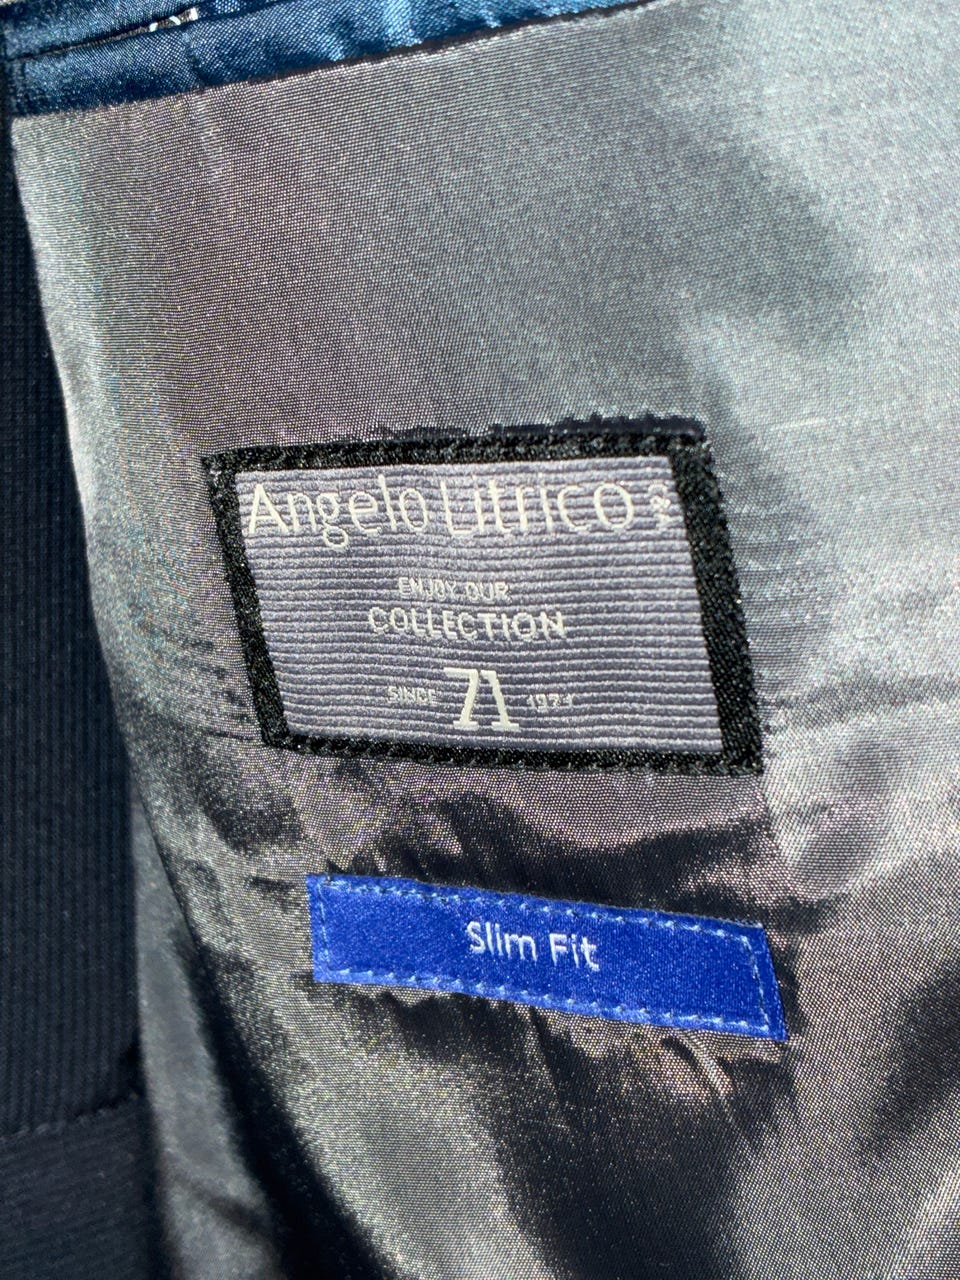 Angelo Litrico C&A
ENJOY OUR
COLLECTION
SINCE 71 1971
Slim Fit